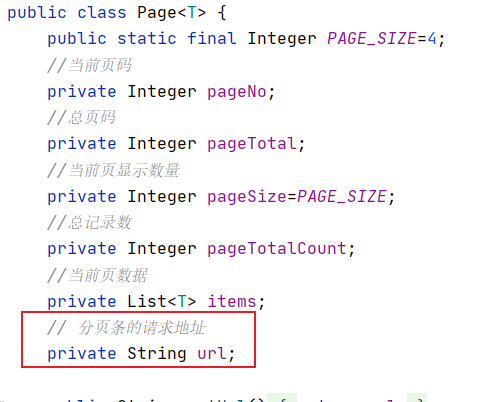 public class Page<T> {
public static final Integer PAGE_SIZE=4;
//当前页码
private Integer pageNo;
//总页码
private Integer pageTotal;
//当前页显示数量
private Integer pageSize=PAGE_SIZE;
//总记录数
private Integer pageTotalCount;
//当前页数据
private List<T> items;
// 分页条的请求地址
private String url;